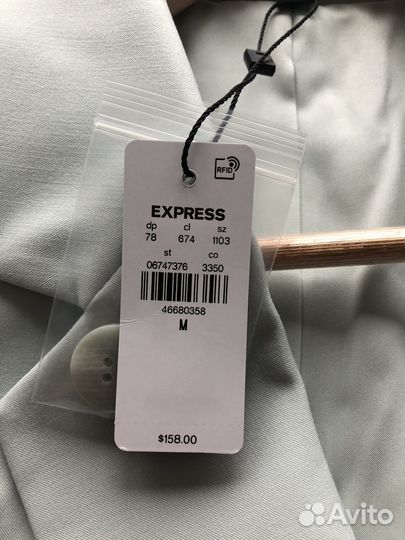 RFID
EXPRESS
dp cl sz
78 674 1103
st co
06747376 3350
46680358
M
$158.00
Avito